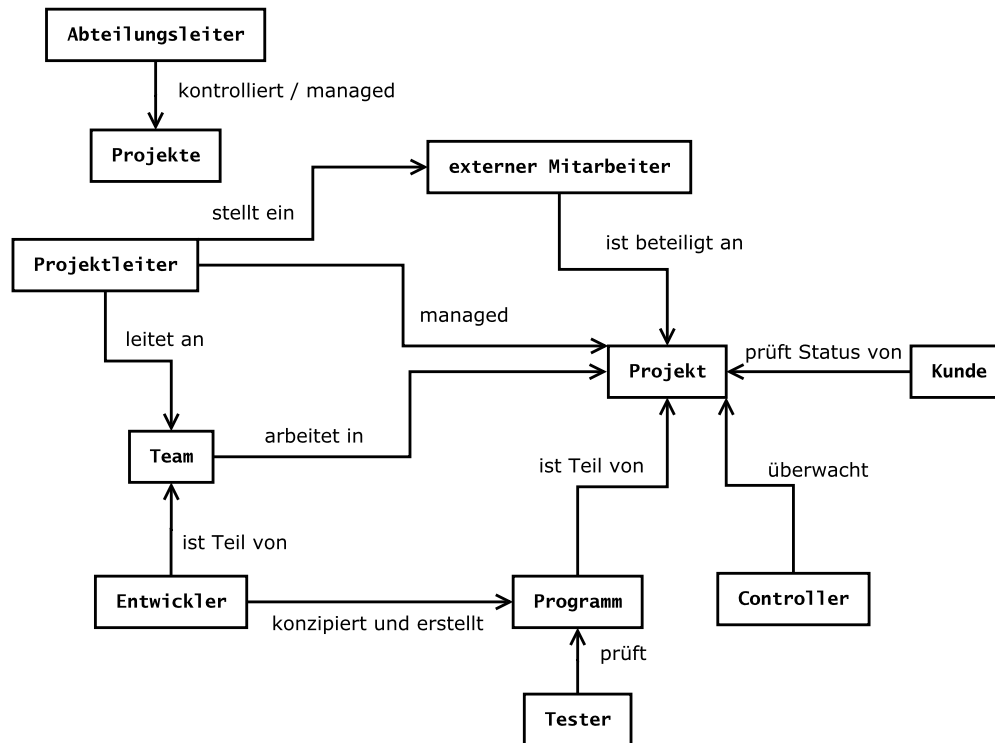 Abteilungsleiter
kontrolliert / managed
Projekte
externer Mitarbeiter
stellt ein
ist beteiligt an
Projektleiter
managed
leitet an
prüft Status von
Projekt
Kunde
arbeitet in
Team
ist Teil von
überwacht
ist Teil von
Entwickler
Programm
Controller
konzipiert und erstellt
prüft
Tester